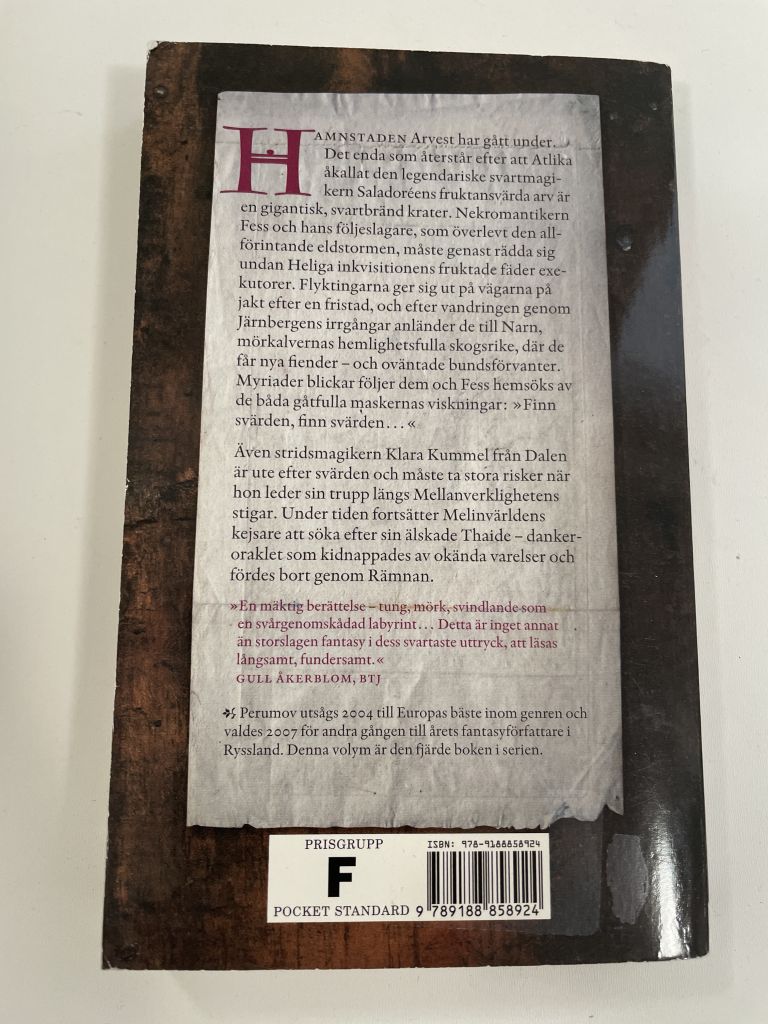 HAMNSTADEN Arvest har gått under.
Det enda som återstår efter att Atlika
åkallat den legendariske svartmagi-
kern Saladoréens fruktansvärda arv är
en gigantisk, svartbränd krater. Nekromantikern
Fess och hans följeslagare, som överlevt den all-
förintande eldstormen, måste genast rädda sig
undan Heliga inkvisitionens fruktade fäder exe-
kutorer. Flyktingarna ger sig ut på vägarna på
jakt efter en fristad, och efter vandringen genom
Järnbergens irrgångar anländer de till Narn,
mörkalvernas hemlighetsfulla skogsrike, där de
får nya fiender – och oväntade bundsförvanter.
Myriader blickar följer dem och Fess hemsöks av
de båda gåtfulla maskernas viskningar: »Finn
svärden, finn svärden...«
Även stridsmagikern Klara Kummel från Dalen
är ute efter svärden och måste ta stora risker när
hon leder sin trupp längs Mellanverklighetens
stigar. Under tiden fortsätter Melinvärldens
kejsare att söka efter sin älskade Thaide – danker-
oraklet som kidnappades av okända varelser och
fördes bort genom Rämnan.
»En mäktig berättelse – tung, mörk, svindlande som
en svårgenomskådad labyrint... Detta är inget annat
än storslagen fantasy i dess svartaste uttryck, att läsas
långsamt, fundersamt.«
GULL ÅKERBLOM, BTJ
Perumov utsågs 2004 till Europas bäste inom genren och
valdes 2007 för andra gången till årets fantasyförfattare i
Ryssland. Denna volym är den fjärde boken i serien.
PRISGRUPP
F
POCKET STANDARD
ISBN: 978-9188858924
9 789188 858924